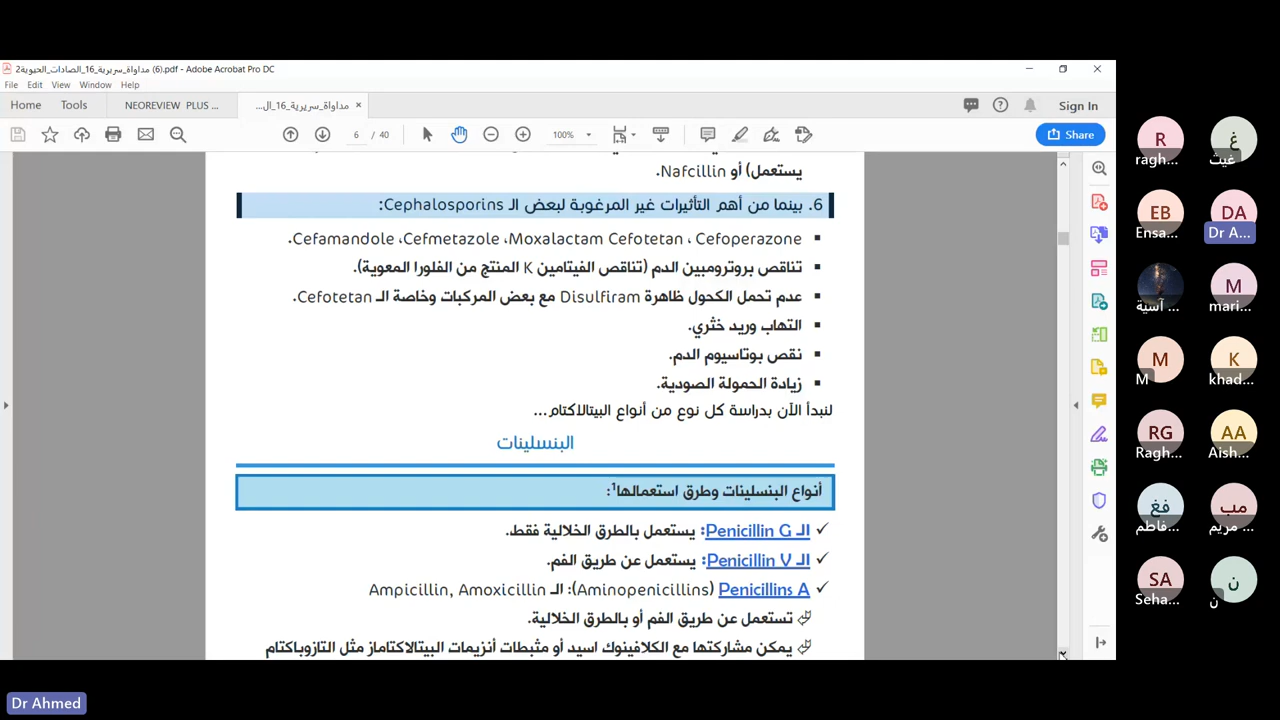 مداواة_سريرية_16_الصادات_الحيوية2 (6).pdf - Adobe Acrobat Pro DC
File Edit View Window Help
Home Tools NEOREVIEW PLUS ... مداواة_سريرية_16_ال... × Sign In
6 / 40 100% Share
يستعمل) أو Nafcillin.
6. بينما من أهم التأثيرات غير المرغوبة لبعض الـ Cephalosporins:
▪ Cefamandole ،Cefmetazole ،Moxalactam Cefotetan ، Cefoperazone.
▪ تناقص بروترومبين الدم (تناقص الفيتامين K المنتج من الفلورا المعوية).
▪ عدم تحمل الكحول ظاهرة Disulfiram مع بعض المركبات وخاصة الـ Cefotetan.
▪ التهاب وريد خثري.
▪ نقص بوتاسيوم الدم.
▪ زيادة الحمولة الصودية.
لنبدأ الآن بدراسة كل نوع من أنواع البيتالاكتام...
البنسلينات
أنواع البنسلينات وطرق استعمالها1:
✓ الـ Penicillin G: يستعمل بالطرق الخلالية فقط.
✓ الـ Penicillin V: يستعمل عن طريق الفم.
✓ Penicillins A (Aminopenicillins): الـ Ampicillin, Amoxicillin
تستعمل عن طريق الفم أو بالطرق الخلالية.
يمكن مشاركتها مع الكلافينوك اسيد أو مثبطات أنزيمات البيتالاكتاماز مثل التازوباكتام
R غ
ragh... غيث
EB DA
Ensa... Dr A...
M
آسية ... mari...
M K
M khad...
RG AA
Ragh... Aish...
فغ مب
فاطم... مريم ...
SA ن
Seha... ن
Dr Ahmed